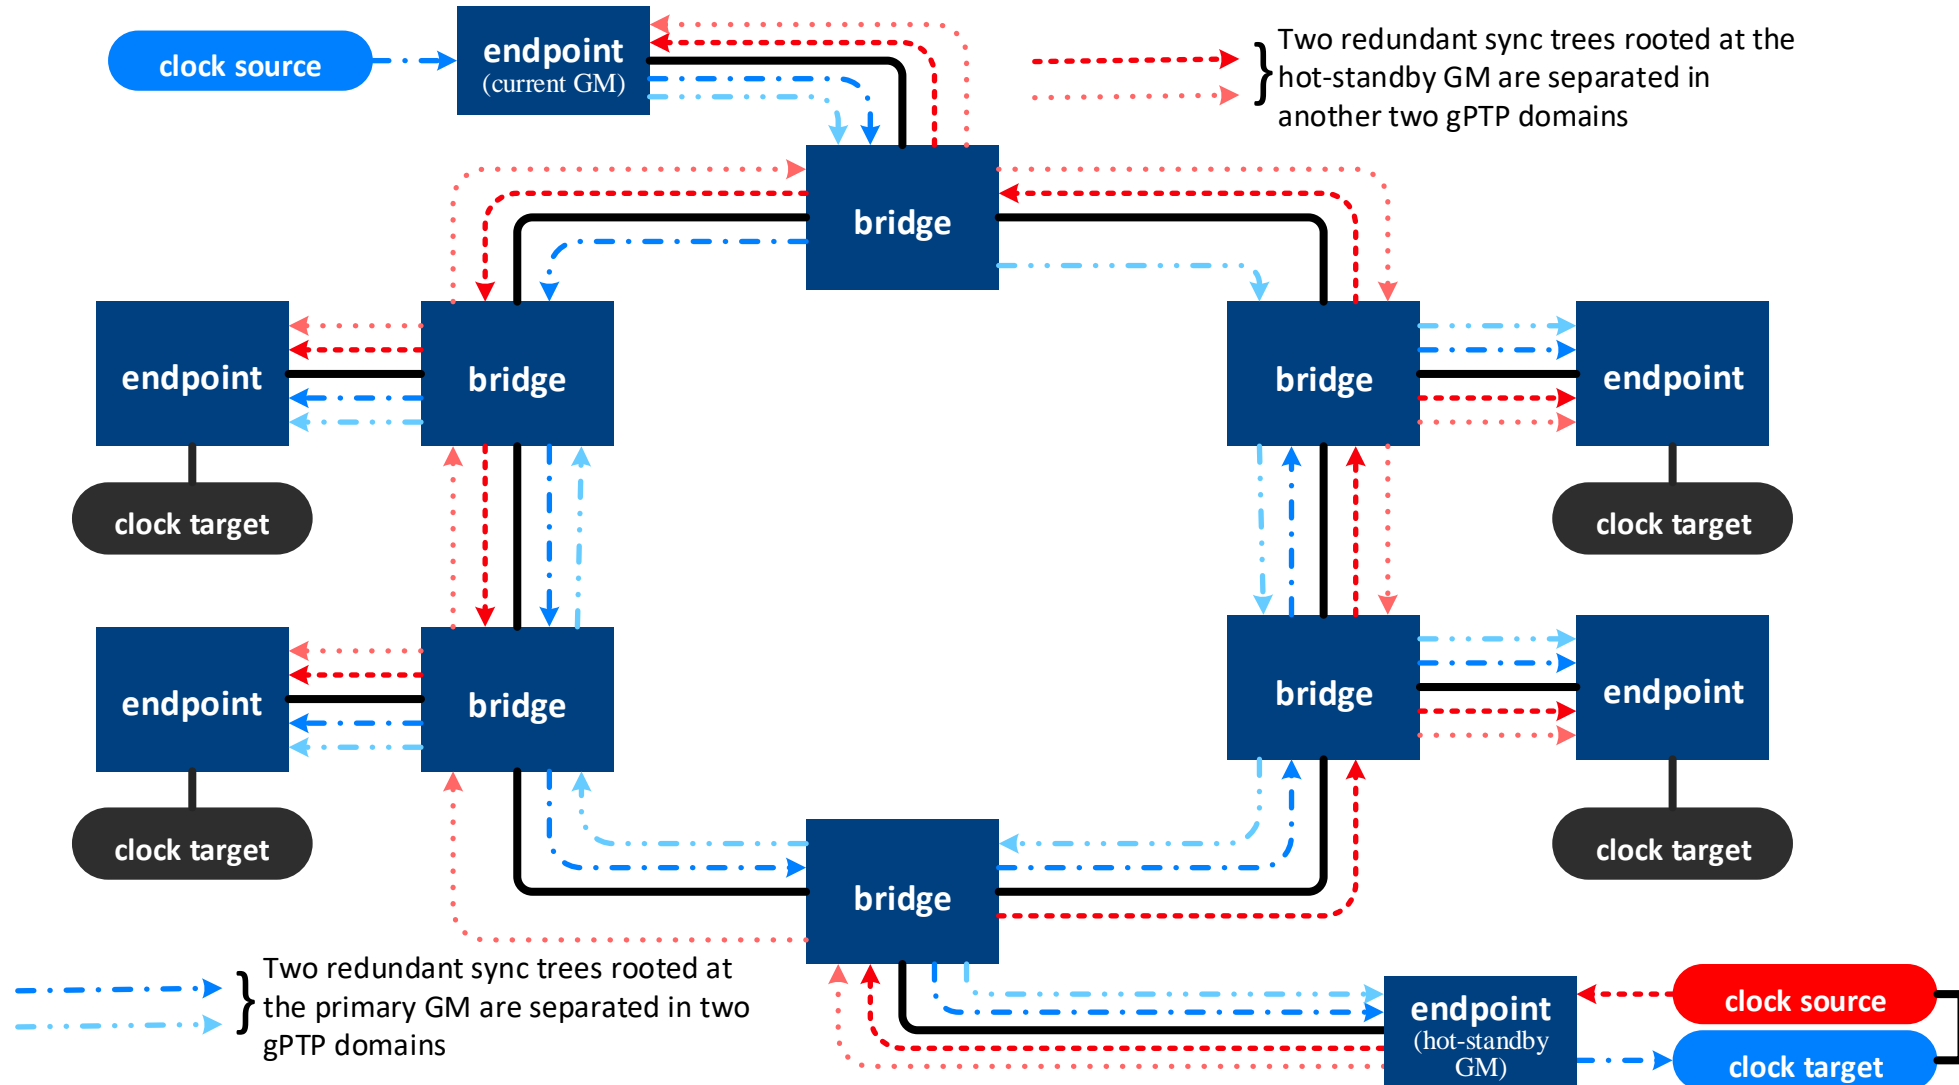 clock source
endpoint
(current GM)
Two redundant sync trees rooted at the
hot-standby GM are separated in
another two gPTP domains
bridge
endpoint
bridge
bridge
endpoint
clock target
clock target
endpoint
bridge
bridge
endpoint
clock target
clock target
bridge
Two redundant sync trees rooted at
the primary GM are separated in two
gPTP domains
endpoint
(hot-standby
GM)
clock source
clock target